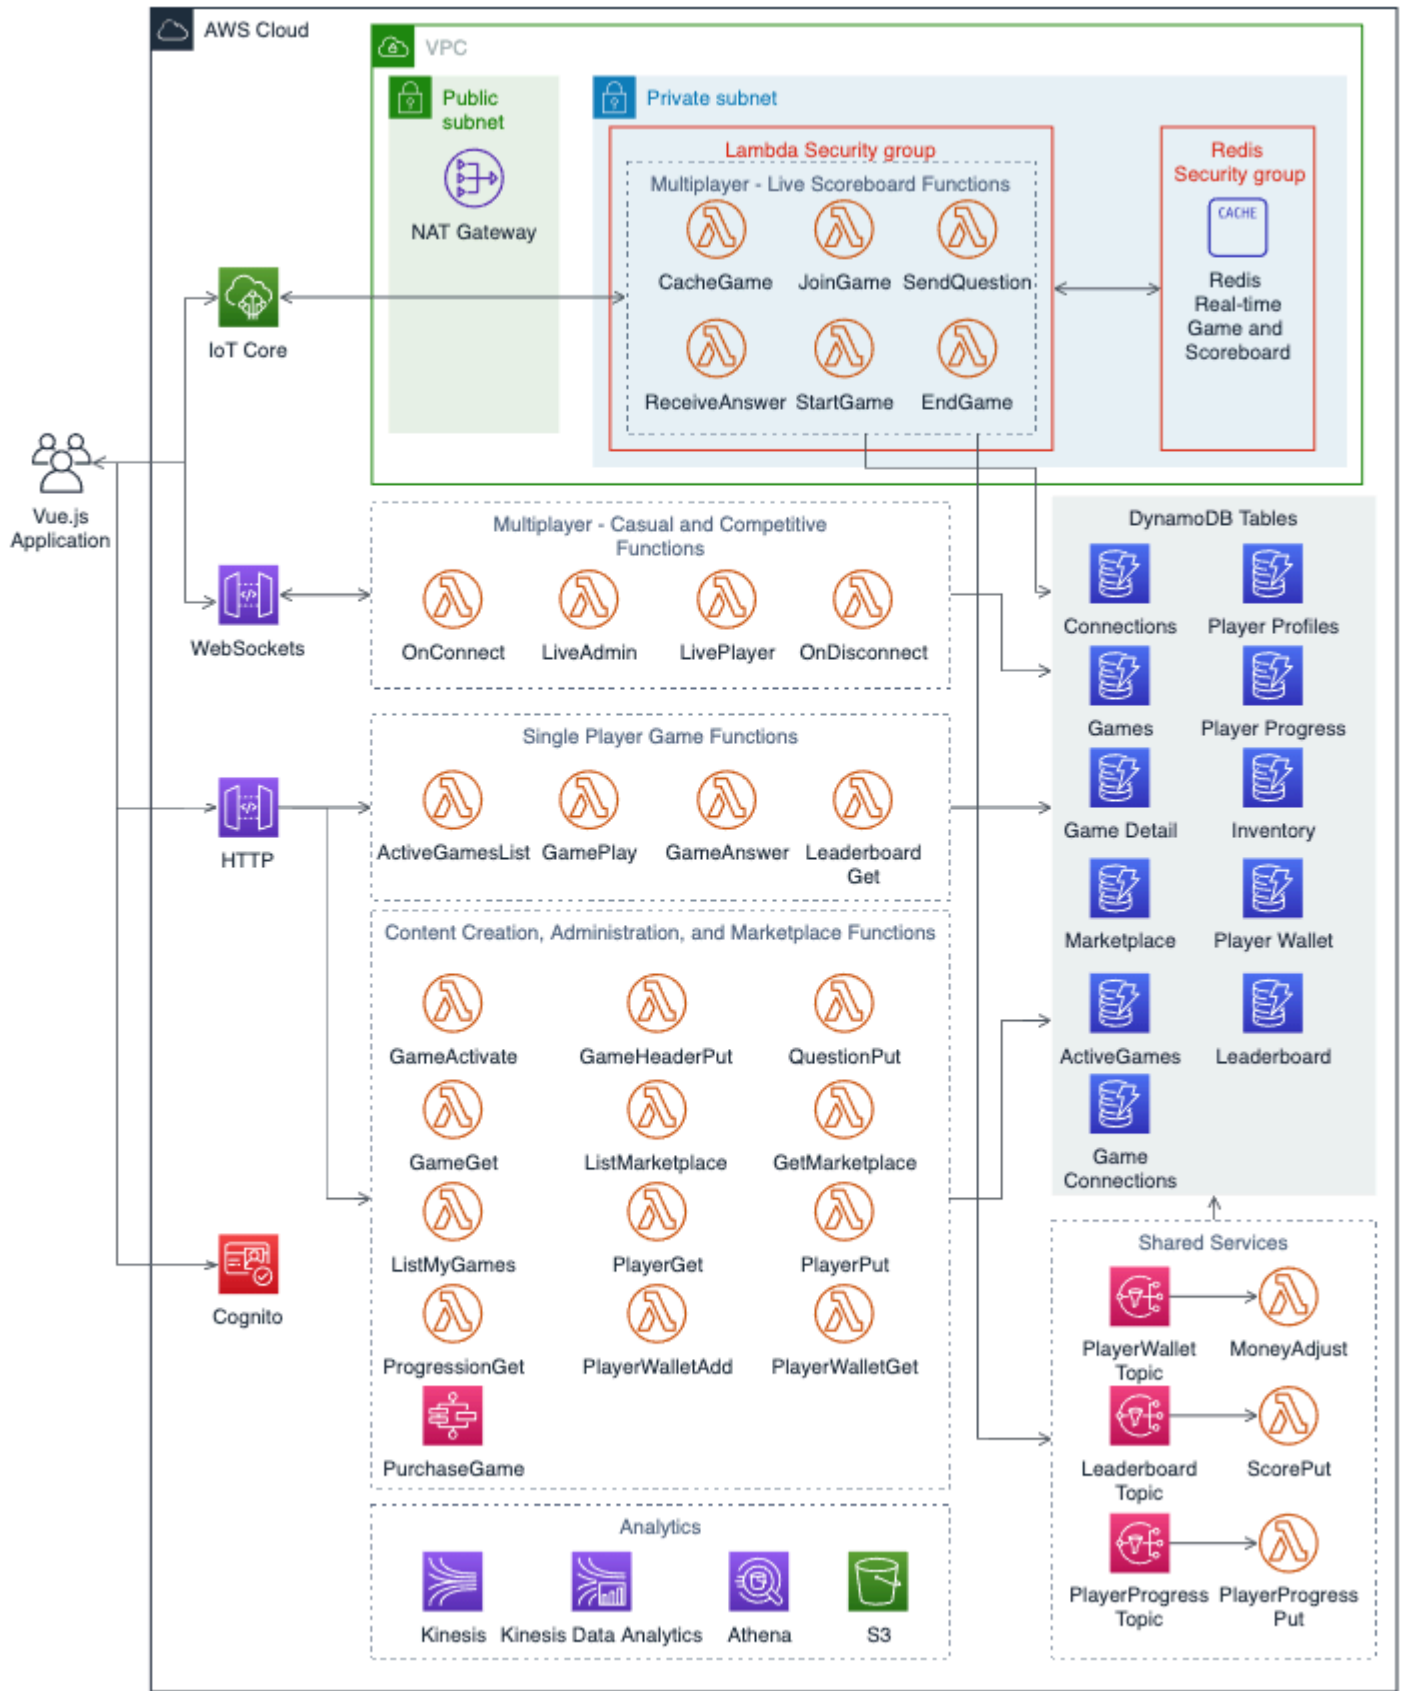 AWS Cloud
VPC
Public
subnet
NAT Gateway
Private subnet
Lambda Security group
Multiplayer - Live Scoreboard Functions
CacheGame
JoinGame
SendQuestion
ReceiveAnswer
StartGame
EndGame
Redis
Security group
CACHE
Redis
Real-time
Game and
Scoreboard
IoT Core
Vue.js
Application
WebSockets
HTTP
Cognito
Multiplayer - Casual and Competitive
Functions
OnConnect
LiveAdmin
LivePlayer
OnDisconnect
Single Player Game Functions
ActiveGamesList
GamePlay
GameAnswer
Leaderboard
Get
Content Creation, Administration, and Marketplace Functions
GameActivate
GameHeaderPut
QuestionPut
GameGet
ListMarketplace
GetMarketplace
ListMyGames
PlayerGet
PlayerPut
ProgressionGet
PlayerWalletAdd
PlayerWalletGet
PurchaseGame
Analytics
Kinesis
Kinesis Data Analytics
Athena
S3
DynamoDB Tables
Connections
Player Profiles
Games
Player Progress
Game Detail
Inventory
Marketplace
Player Wallet
ActiveGames
Leaderboard
Game
Connections
Shared Services
PlayerWallet
Topic
MoneyAdjust
Leaderboard
Topic
ScorePut
PlayerProgress
Topic
PlayerProgress
Put